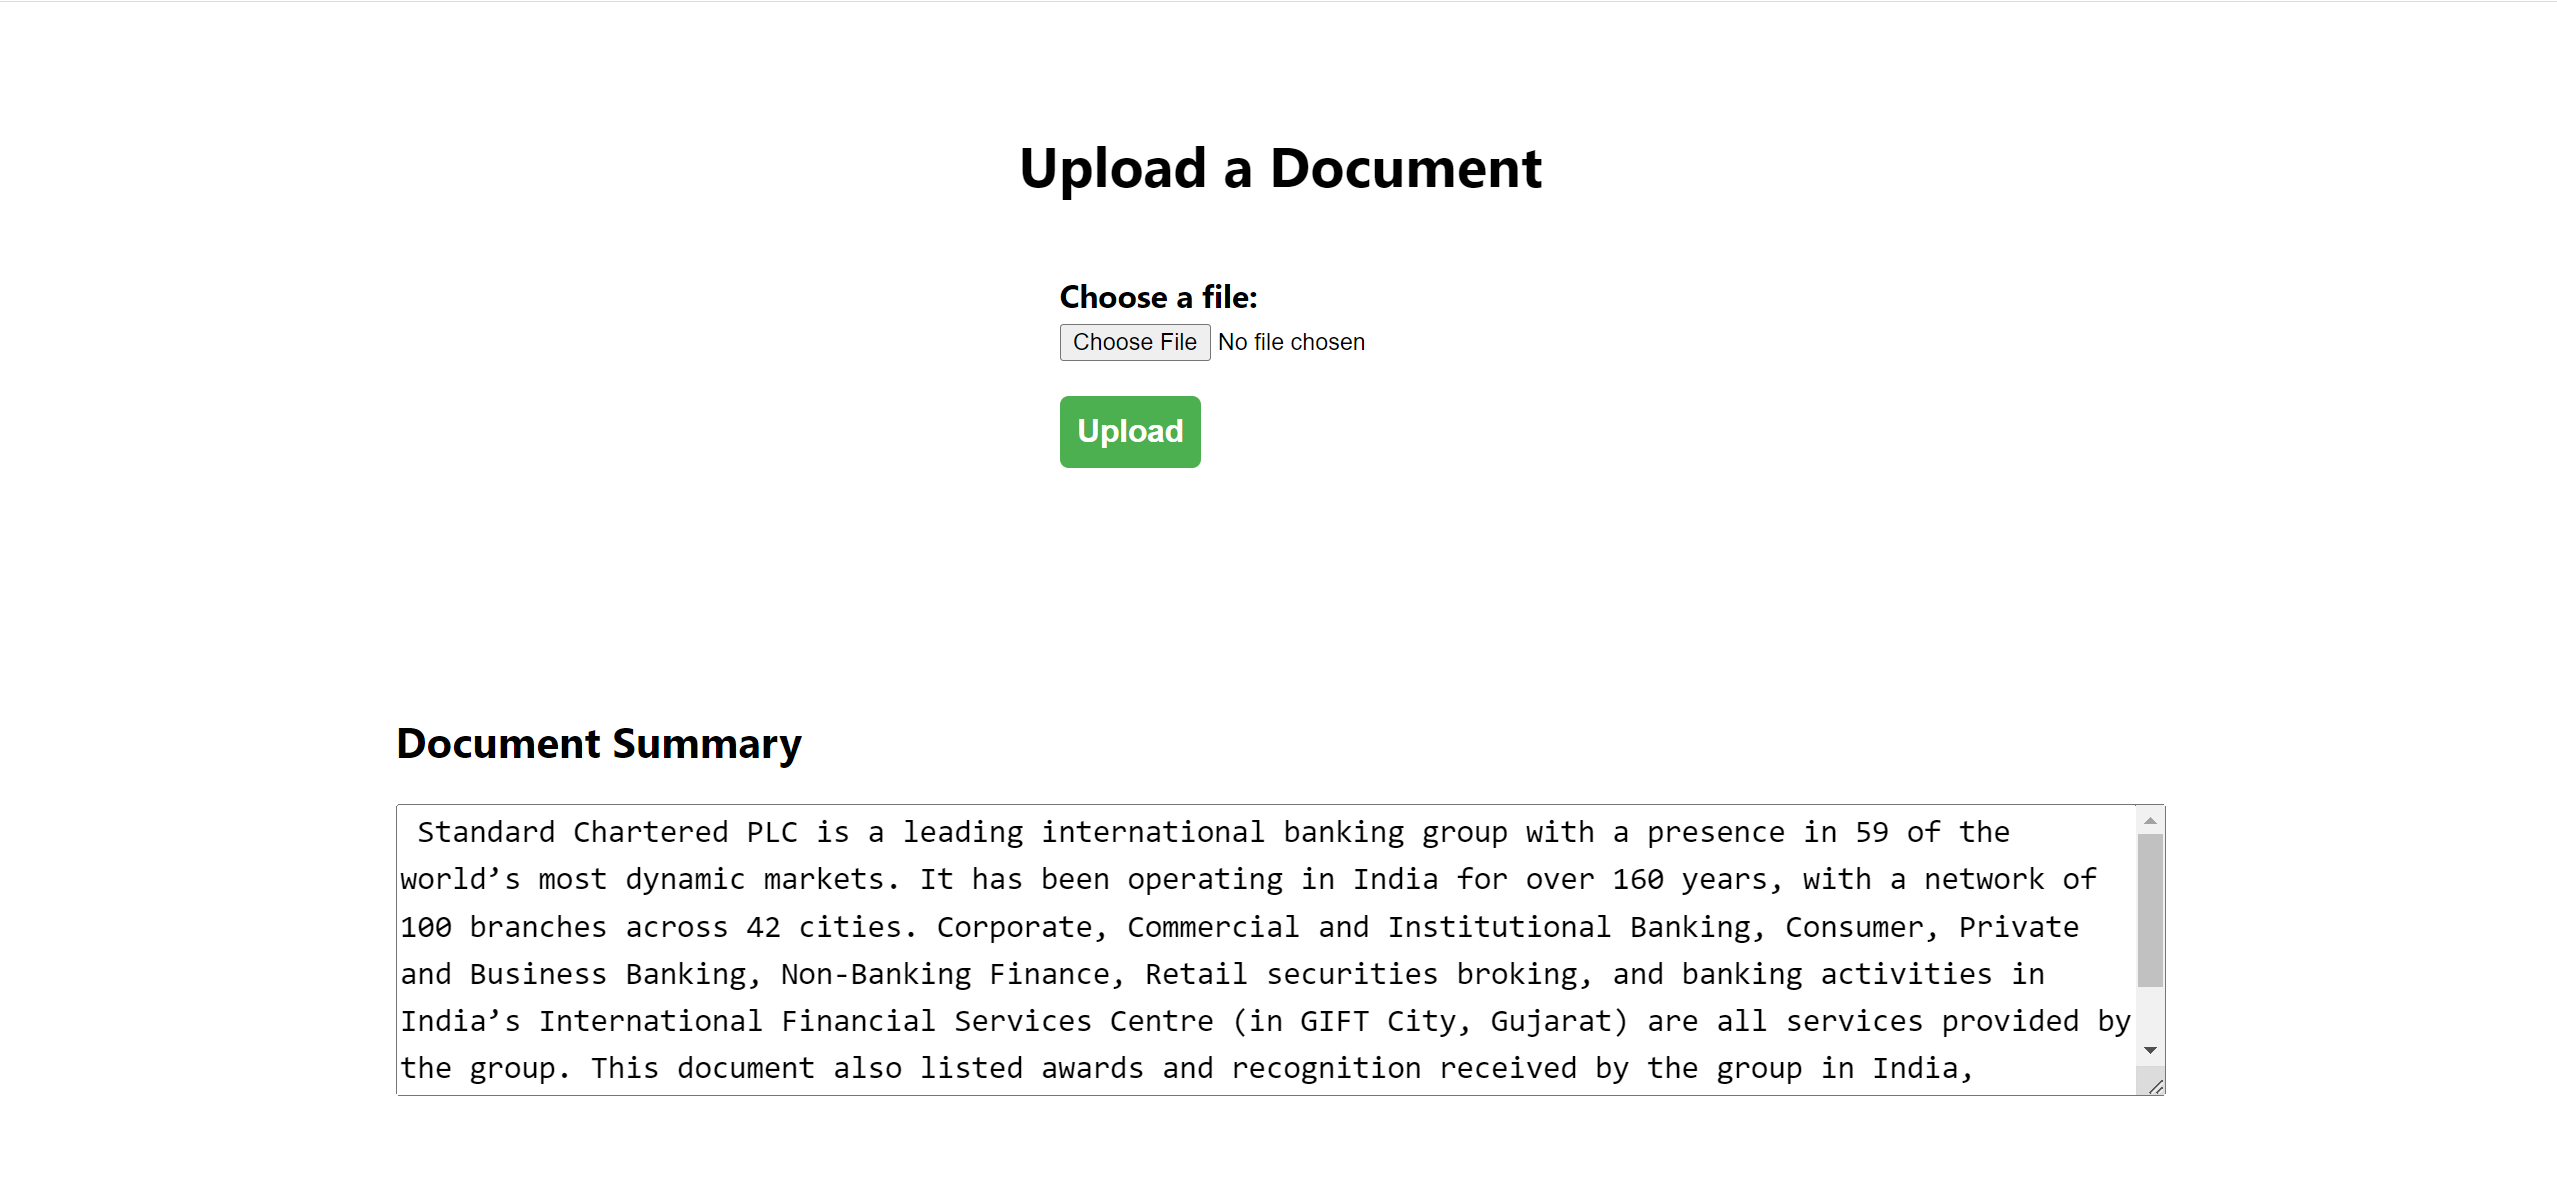 Upload a Document
Choose a file:
Choose File No file chosen
Upload
Document Summary
Standard Chartered PLC is a leading international banking group with a presence in 59 of the
world’s most dynamic markets. It has been operating in India for over 160 years, with a network of
100 branches across 42 cities. Corporate, Commercial and Institutional Banking, Consumer, Private
and Business Banking, Non-Banking Finance, Retail securities broking, and banking activities in
India’s International Financial Services Centre (in GIFT City, Gujarat) are all services provided by
the group. This document also listed awards and recognition received by the group in India,